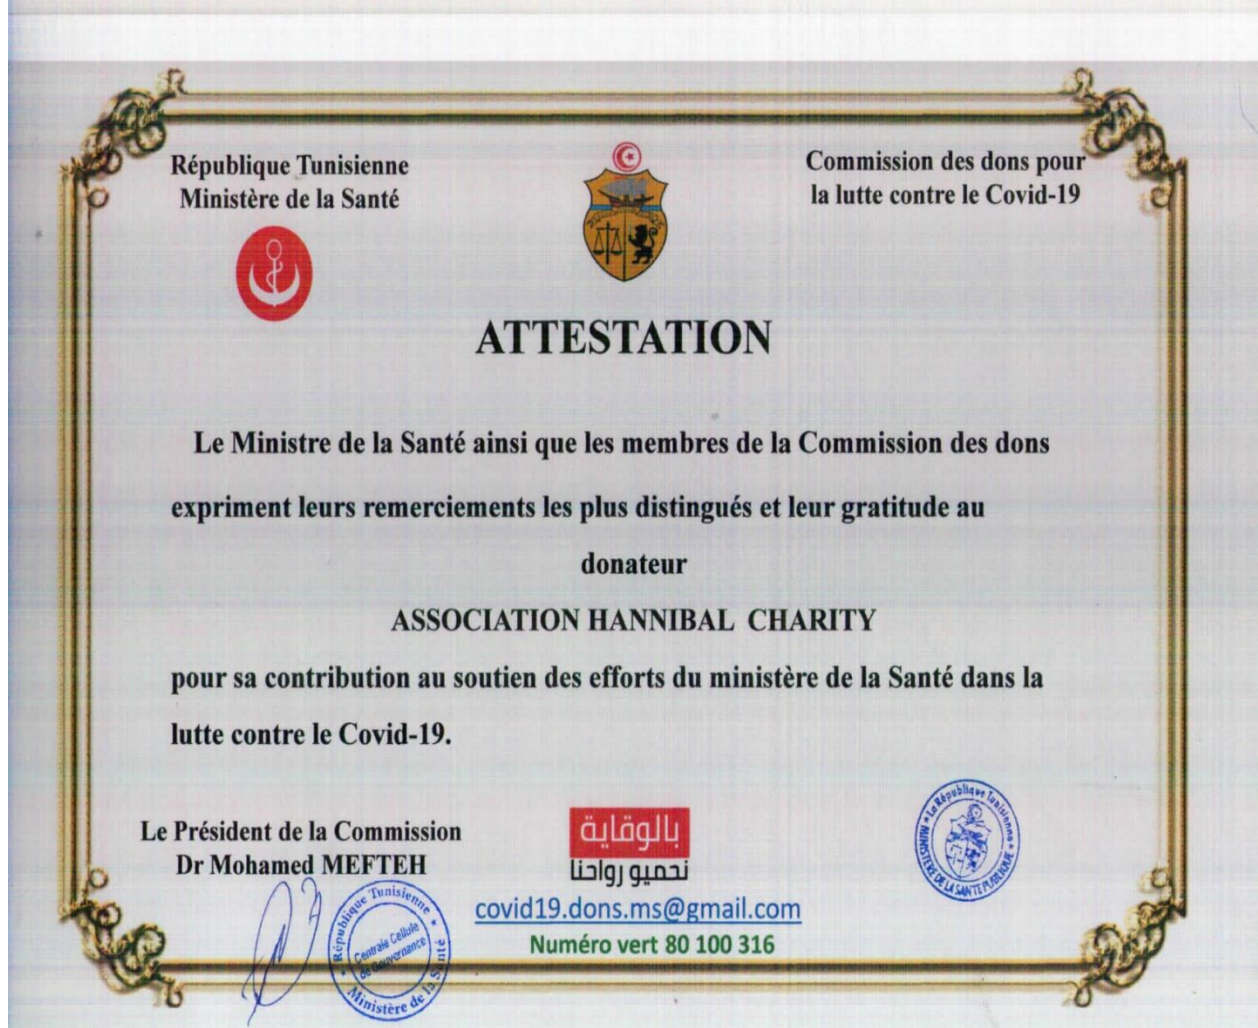 République Tunisienne
Ministère de la Santé
Commission des dons pour
la lutte contre le Covid-19
ATTESTATION
Le Ministre de la Santé ainsi que les membres de la Commission des dons
expriment leurs remerciements les plus distingués et leur gratitude au
donateur
ASSOCIATION HANNIBAL CHARITY
pour sa contribution au soutien des efforts du ministère de la Santé dans la
lutte contre le Covid-19.
Le Président de la Commission
Dr Mohamed MEFTEH
République Tunisienne
Centrale Cellule
de Gouvornance
Ministère de la Santé
بالوقاية
نحميو رواحنا
covid19.dons.ms@gmail.com
Numéro vert 80 100 316
La République Tunisienne
MINISTERE DE LA SANTE PUBLIQUE